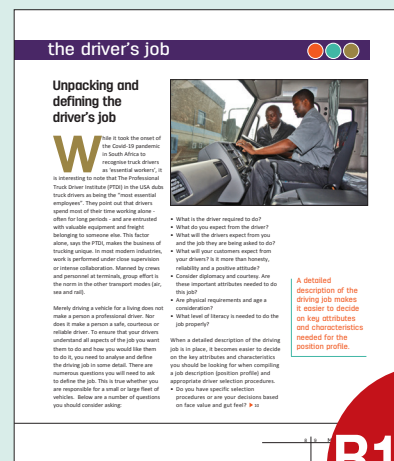 the driver's job
Unpacking and
defining the
driver's job
While it took the onset of
the Covid-19 pandemic
in South Africa to
recognise truck drivers
as 'essential workers', it
is interesting to note that The Professional
Truck Driver Institute (PTDI) in the USA dubs
truck drivers as being the "most essential
employees". They point out that drivers
spend most of their time working alone -
often for long periods - and are entrusted
with valuable equipment and freight
belonging to someone else. This factor
alone, says the PTDI, makes the business of
trucking unique. In most modern industries,
work is performed under close supervision
or intense collaboration. Manned by crews
and personnel at terminals, group effort is
the norm in the other transport modes (air,
sea and rail).
Merely driving a vehicle for a living does not
make a person a professional driver. Nor
does it make a person a safe, courteous or
reliable driver. To ensure that your drivers
understand all aspects of the job you want
them to do and how you would like them
to do it, you need to analyse and define
the driving job in some detail. There are
numerous questions you will need to ask
to define the job. This is true whether you
are responsible for a small or large fleet of
vehicles. Below are a number of questions
you should consider asking:
• What is the driver required to do?
• What do you expect from the driver?
• What will the drivers expect from you
and the job they are being asked to do?
• What will your customers expect from
your drivers? Is it more than honesty,
reliability and a positive attitude?
• Consider diplomacy and courtesy. Are
these important attributes needed to do
this job?
• Are physical requirements and age a
consideration?
• What level of literacy is needed to do the
job properly?
When a detailed description of the driving
job is in place, it becomes easier to decide
on the key attributes and characteristics
you should be looking for when compiling
a job description (position profile) and
appropriate driver selection procedures.
• Do you have specific selection
procedures or are your decisions based
on face value and gut feel?
A detailed
description of the
driving job makes
it easier to decide
on key attributes
and characteristics
needed for the
position profile.
R1